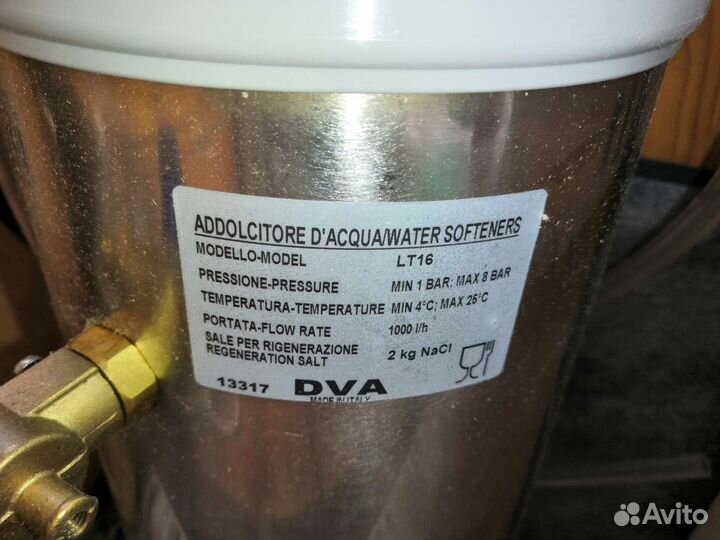 ADDOLCITORE D'ACQUA/WATER SOFTENERS
MODELLO-MODEL LT16
PRESSIONE-PRESSURE MIN 1 BAR; MAX 8 BAR
TEMPERATURA-TEMPERATURE MIN 4°C; MAX 25°C
PORTATA-FLOW RATE 1000 l/h
SALE PER RIGENERAZIONE
REGENERATION SALT 2 kg NaCl
13317 DVA
MADE IN ITALY
Avito